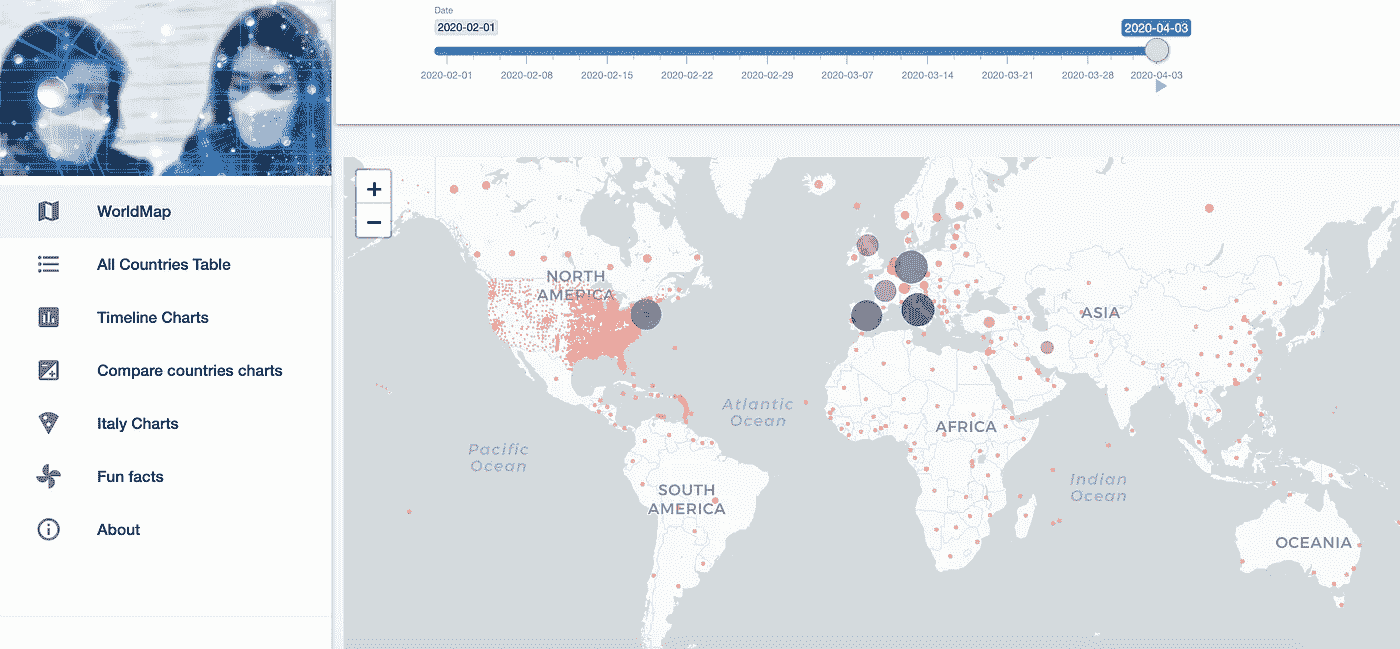 Date
2020-02-01
2020-04-03
2020-02-01 2020-02-08 2020-02-15 2020-02-22 2020-02-29 2020-03-07 2020-03-14 2020-03-21 2020-03-28 2020-04-03
WorldMap
All Countries Table
Timeline Charts
Compare countries charts
Italy Charts
Fun facts
About
+
−
NORTH
AMERICA
ASIA
Atlantic
Ocean
AFRICA
Pacific
Ocean
Indian
Ocean
SOUTH
AMERICA
OCEANIA